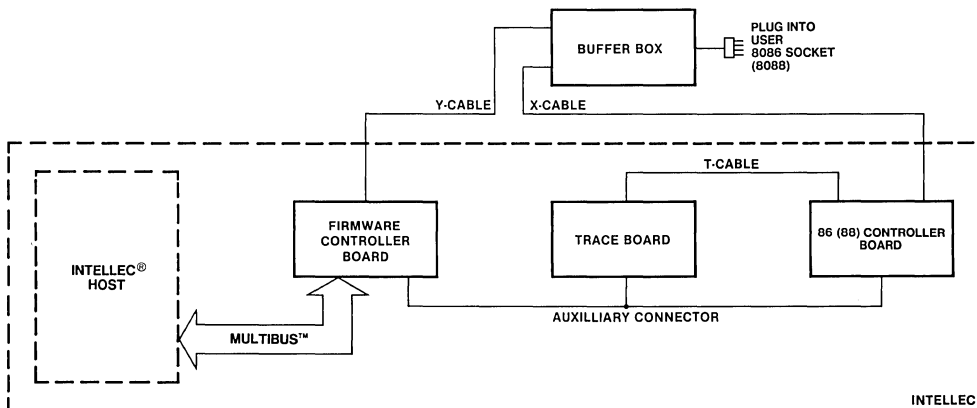 BUFFER BOX
PLUG INTO
USER
8086 SOCKET
(8088)
Y-CABLE
X-CABLE
T-CABLE
INTELLEC®
HOST
FIRMWARE
CONTROLLER
BOARD
TRACE BOARD
86 (88) CONTROLLER
BOARD
MULTIBUS™
AUXILLIARY CONNECTOR
INTELLEC